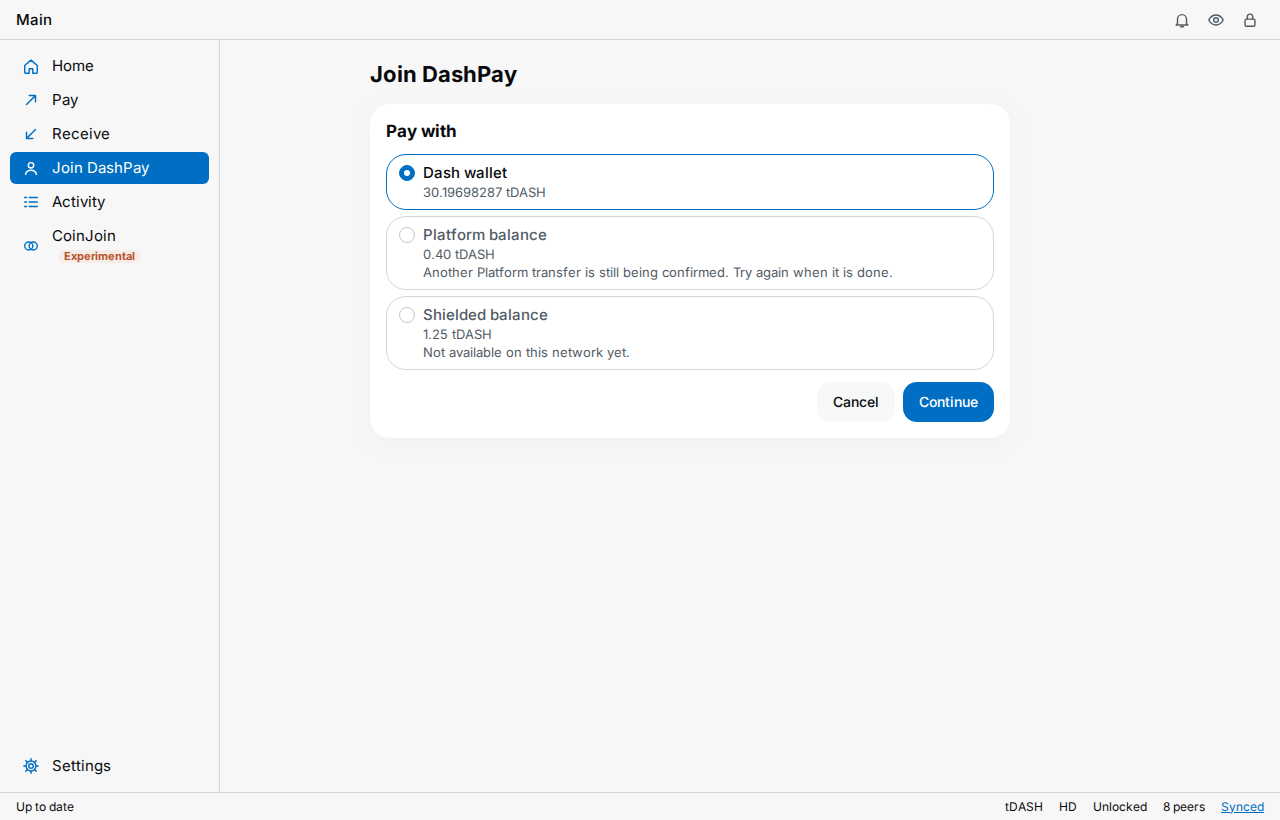 Main
Home
Pay
Receive
Join DashPay
Activity
CoinJoin
Experimental
Settings
Join DashPay
Pay with
Dash wallet
30.19698287 tDASH
Platform balance
0.40 tDASH
Another Platform transfer is still being confirmed. Try again when it is done.
Shielded balance
1.25 tDASH
Not available on this network yet.
Cancel Continue
Up to date tDASH HD Unlocked 8 peers Synced